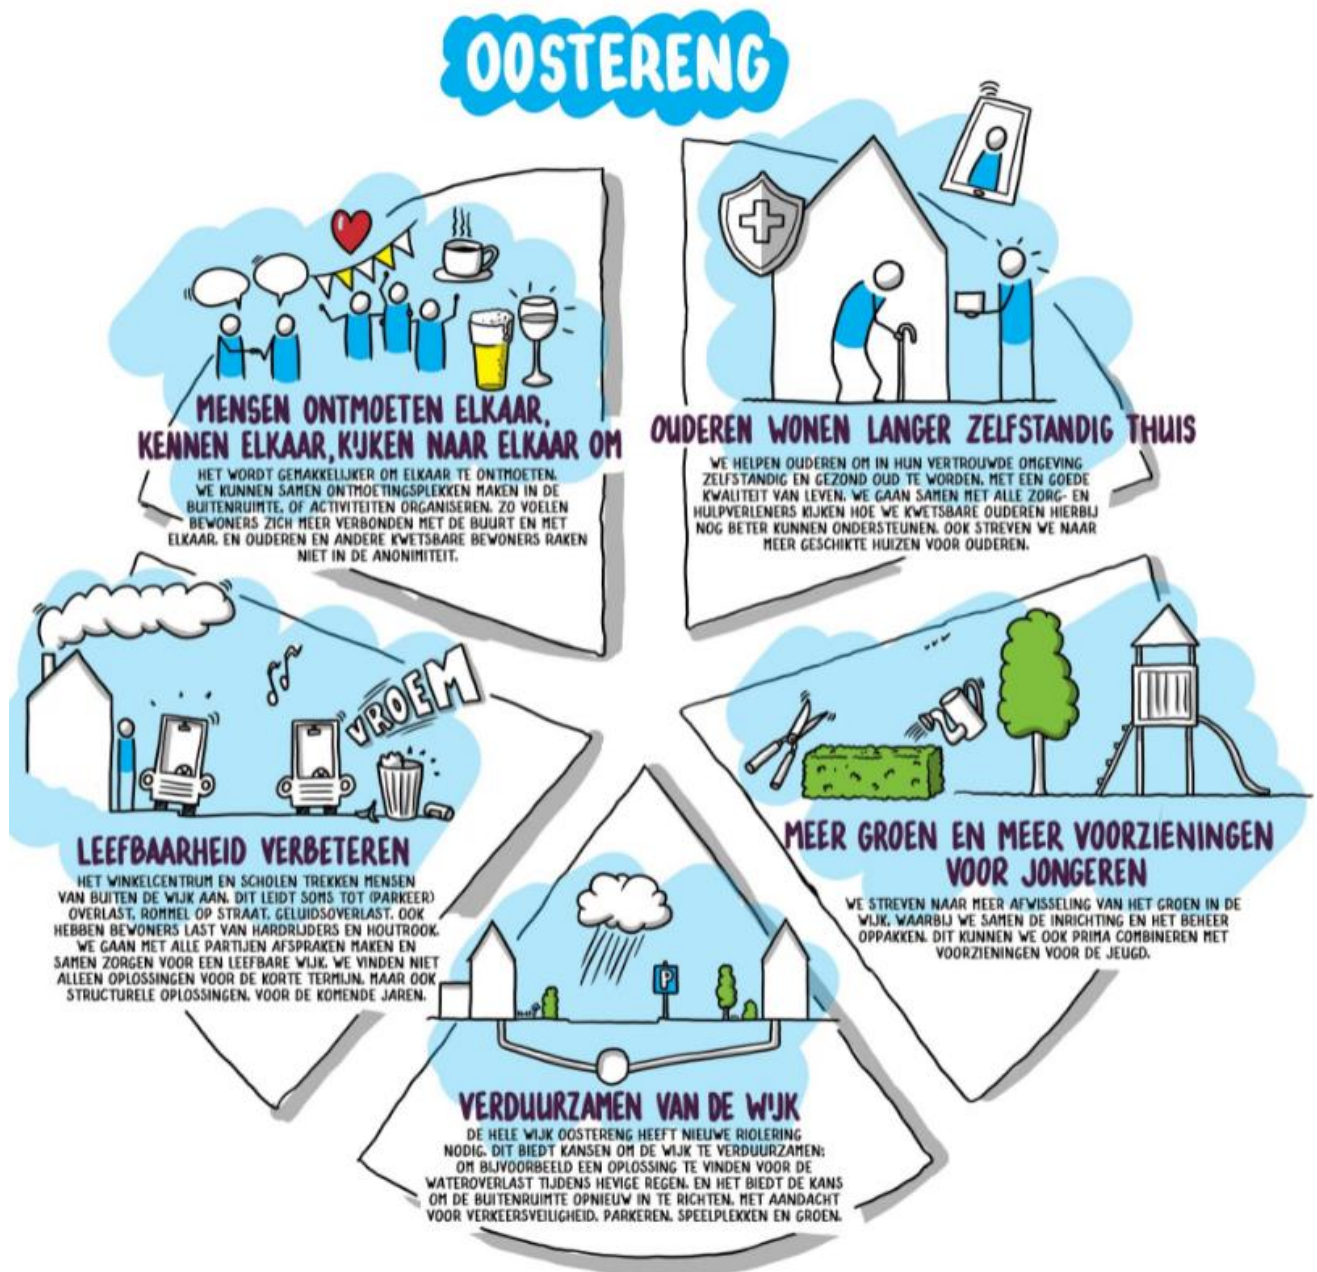 OOSTERENG
MENSEN ONTMOETEN ELKAAR,
KENNEN ELKAAR, KIJKEN NAAR ELKAAR OM
HET WORDT GEMAKKELIJKER OM ELKAAR TE ONTMOETEN.
WE KUNNEN SAMEN ONTMOETINGSPLEKKEN MAKEN IN DE
BUITENRUIMTE, OF ACTIVITEITEN ORGANISEREN. ZO VOELEN
BEWONERS ZICH MEER VERBONDEN MET DE BUURT EN MET
ELKAAR. EN OUDEREN EN ANDERE KWETSBARE BEWONERS RAKEN
NIET IN DE ANONIMITEIT.
OUDEREN WONEN LANGER ZELFSTANDIG THUIS
WE HELPEN OUDEREN OM IN HUN VERTROUWDE OMGEVING
ZELFSTANDIG EN GEZOND OUD TE WORDEN, MET EEN GOEDE
KWALITEIT VAN LEVEN. WE GAAN SAMEN MET ALLE ZORG- EN
HULPVERLENERS KIJKEN HOE WE KWETSBARE OUDEREN HIERBIJ
NOG BETER KUNNEN ONDERSTEUNEN. OOK STREVEN WE NAAR
MEER GESCHIKTE HUIZEN VOOR OUDEREN.
VROEM
LEEFBAARHEID VERBETEREN
HET WINKELCENTRUM EN SCHOLEN TREKKEN MENSEN
VAN BUITEN DE WIJK AAN. DIT LEIDT SOMS TOT (PARKEER)
OVERLAST, ROMMEL OP STRAAT, GELUIDSOVERLAST. OOK
HEBBEN BEWONERS LAST VAN HARDRIJDERS EN HOUTROOK.
WE GAAN MET ALLE PARTIJEN AFSPRAKEN MAKEN EN
SAMEN ZORGEN VOOR EEN LEEFBARE WIJK. WE VINDEN NIET
ALLEEN OPLOSSINGEN VOOR DE KORTE TERMIJN, MAAR OOK
STRUCTURELE OPLOSSINGEN, VOOR DE KOMENDE JAREN.
MEER GROEN EN MEER VOORZIENINGEN
VOOR JONGEREN
WE STREVEN NAAR MEER AFWISSELING VAN HET GROEN IN DE
WIJK, WAARBIJ WE SAMEN DE INRICHTING EN HET BEHEER
OPPAKKEN. DIT KUNNEN WE OOK PRIMA COMBINEREN MET
VOORZIENINGEN VOOR DE JEUGD.
P
VERDUURZAMEN VAN DE WIJK
DE HELE WIJK OOSTERENG HEEFT NIEUWE RIOLERING
NODIG. DIT BIEDT KANSEN OM DE WIJK TE VERDUURZAMEN;
OM BIJVOORBEELD EEN OPLOSSING TE VINDEN VOOR DE
WATEROVERLAST TIJDENS HEVIGE REGEN. EN HET BIEDT DE KANS
OM DE BUITENRUIMTE OPNIEUW IN TE RICHTEN, MET AANDACHT
VOOR VERKEERSVEILIGHEID, PARKEREN, SPEELPLEKKEN EN GROEN.